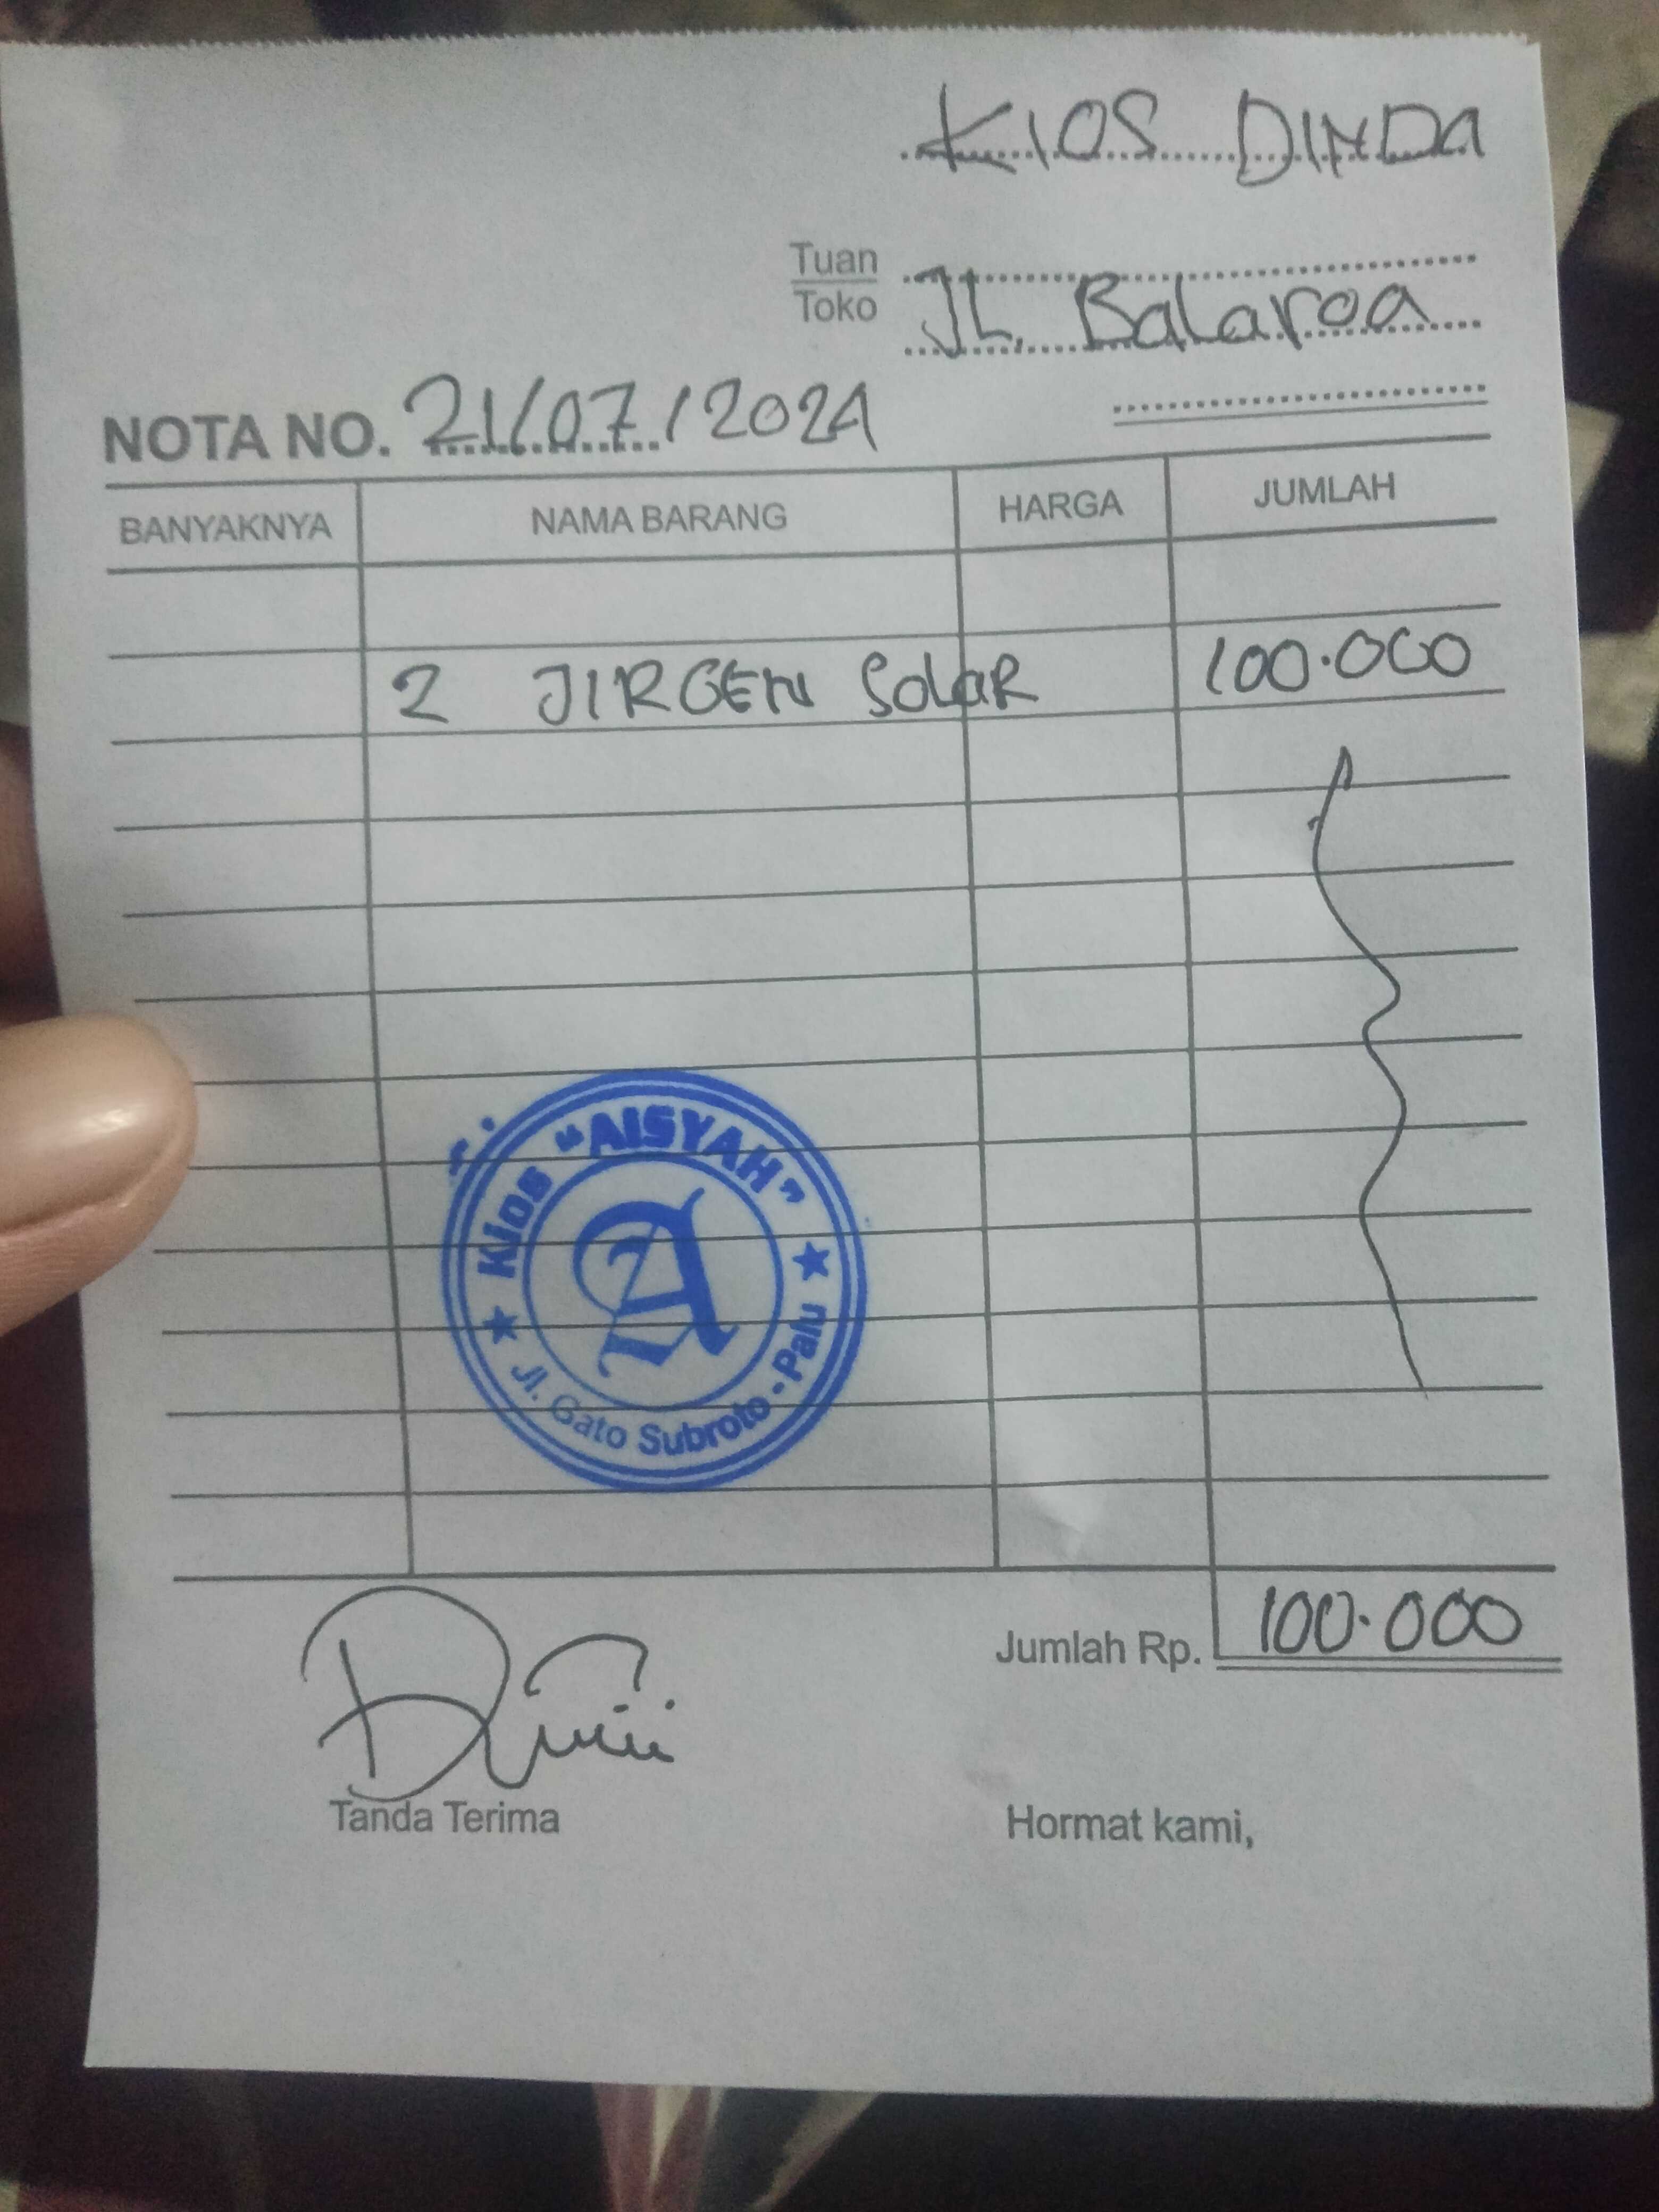 KIOS DINDA
Tuan
Toko
JL. Balaroa
NOTA NO. 21/07/2024
BANYAKNYA NAMA BARANG HARGA JUMLAH
2 JIRGEN SOLAR 100.000
Kios "AISYAH"
A
Jl. Gato Subroto - Palu
Jumlah Rp. 100.000
Tanda Terima Hormat kami,